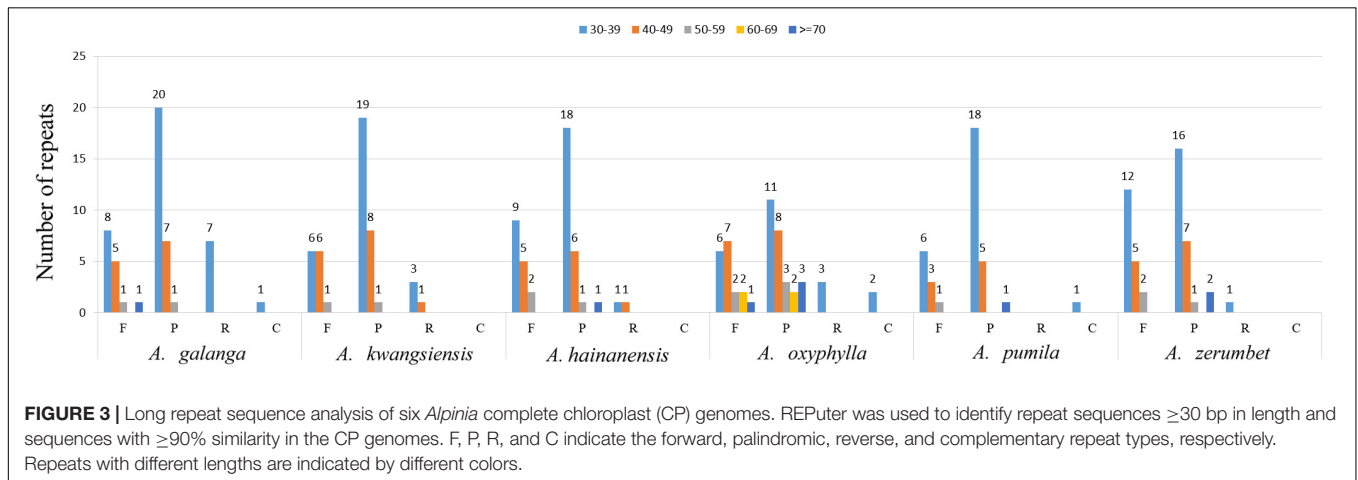 30-39 40-49 50-59 60-69 >=70
Number of repeats
25
20
15
10
5
0
8 5 1 1 20 7 1 7 1
6 6 1 19 8 1 3 1
9 5 2 18 6 1 1 1 1
6 7 2 2 1 11 8 3 2 3 3 2
6 3 1 18 5 1 1
12 5 2 16 7 1 2 1
F P R C F P R C F P R C F P R C F P R C F P R C
A. galanga A. kwangsiensis A. hainanensis A. oxyphylla A. pumila A. zerumbet
FIGURE 3 | Long repeat sequence analysis of six Alpinia complete chloroplast (CP) genomes. REPuter was used to identify repeat sequences ≥30 bp in length and
sequences with ≥90% similarity in the CP genomes. F, P, R, and C indicate the forward, palindromic, reverse, and complementary repeat types, respectively.
Repeats with different lengths are indicated by different colors.